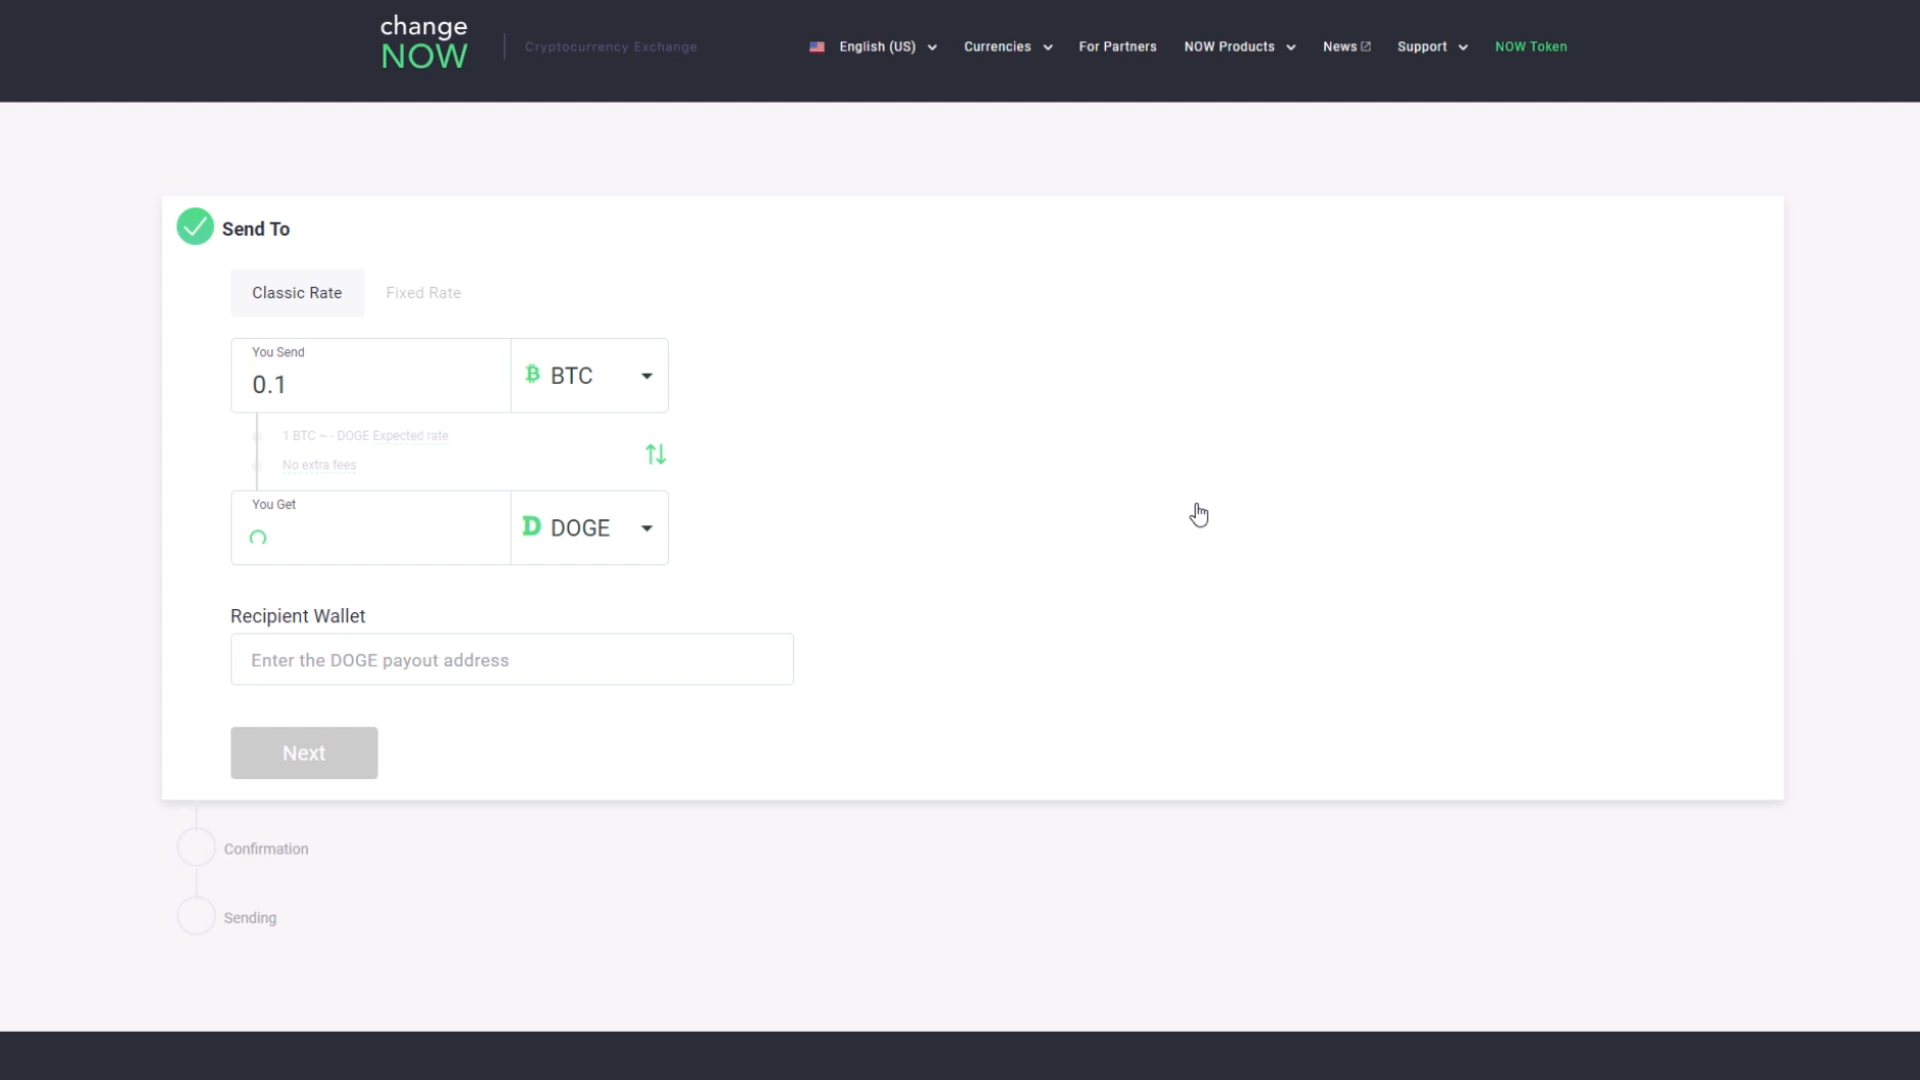 change
NOW
Cryptocurrency Exchange
English (US)
Currencies
For Partners
NOW Products
News
Support
NOW Token
Send To
Classic Rate
Fixed Rate
You Send
0.1
BTC
1 BTC ~ - DOGE Expected rate
No extra fees
You Get
DOGE
Recipient Wallet
Enter the DOGE payout address
Next
Confirmation
Sending